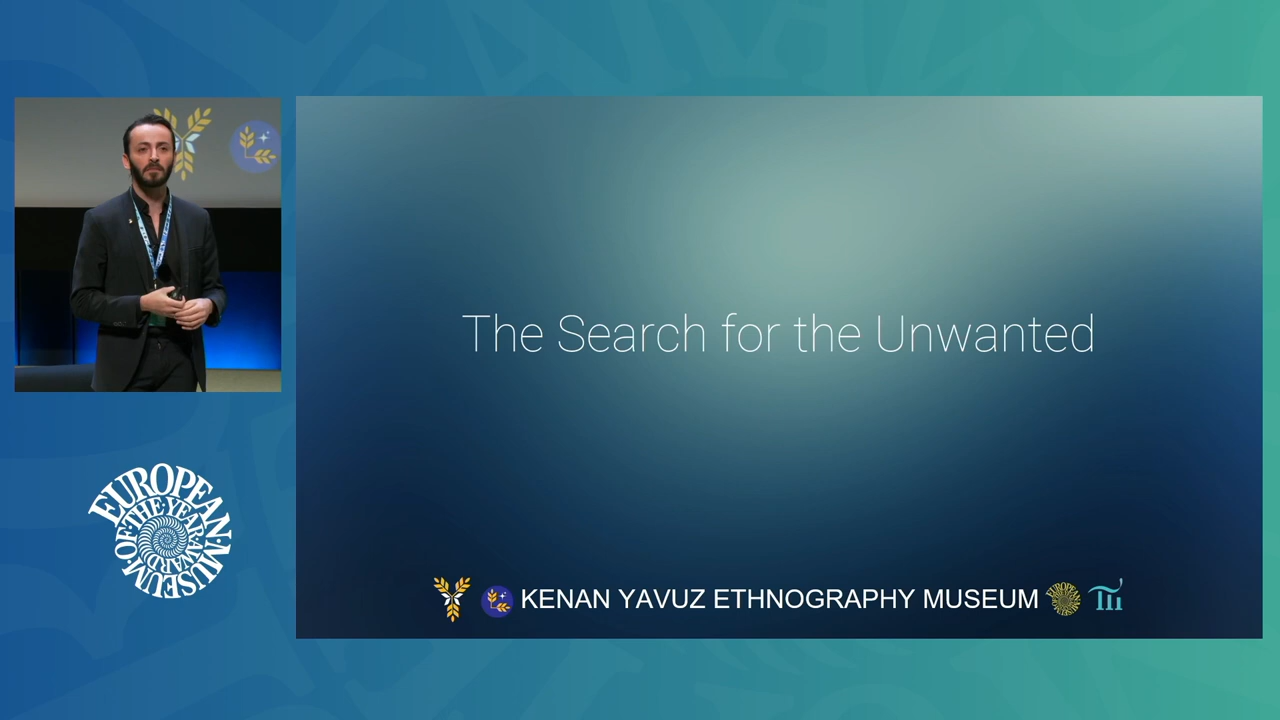 The Search for the Unwanted
EUROPEAN MUSEUM
OF THE YEAR AWARD
KENAN YAVUZ ETHNOGRAPHY MUSEUM